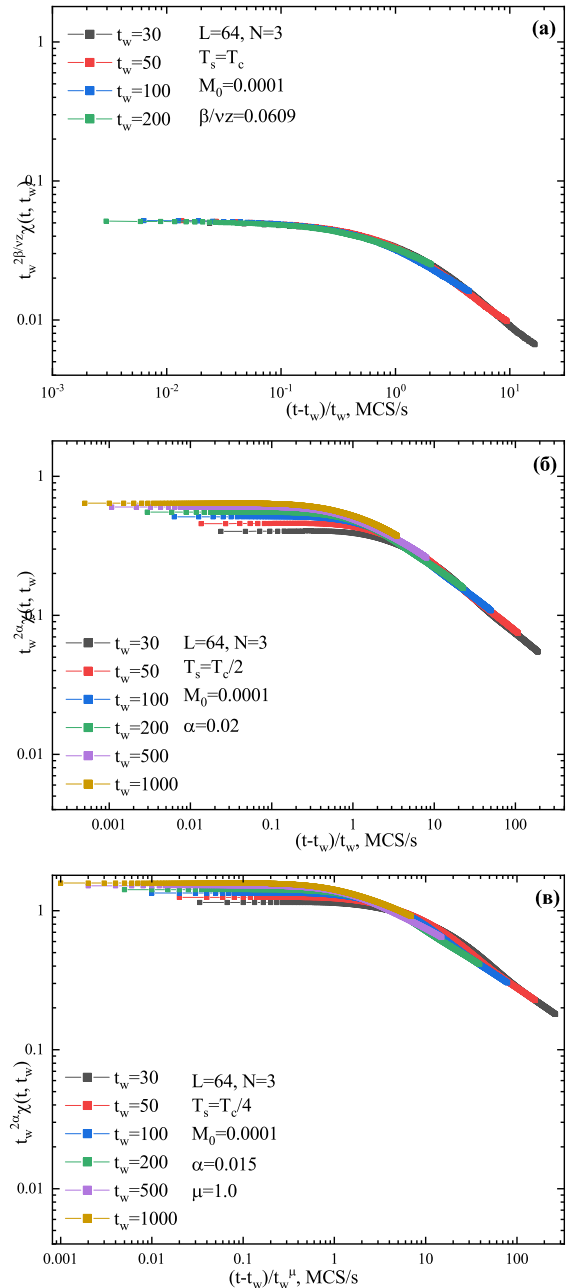 (а)
t_w=30 L=64, N=3
t_w=50 T_s=T_c
t_w=100 M_0=0.0001
t_w=200 β/νz=0.0609
t_w^{2β/νz}χ(t, t_w)
1
0.1
0.01
10^{-3} 10^{-2} 10^{-1} 10^0 10^1
(t-t_w)/t_w, MCS/s
(б)
t_w^{2α}χ(t, t_w)
1
0.1
0.01
t_w=30 L=64, N=3
t_w=50 T_s=T_c/2
t_w=100 M_0=0.0001
t_w=200 α=0.02
t_w=500
t_w=1000
0.001 0.01 0.1 1 10 100
(t-t_w)/t_w, MCS/s
(в)
t_w^{2α}χ(t, t_w)
1
0.1
0.01
t_w=30 L=64, N=3
t_w=50 T_s=T_c/4
t_w=100 M_0=0.0001
t_w=200 α=0.015
t_w=500 μ=1.0
t_w=1000
0.001 0.01 0.1 1 10 100
(t-t_w)/t_w^μ, MCS/s